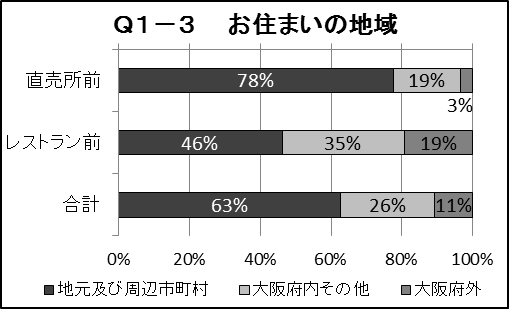 Q1－3　お住まいの地域
直売所前 78% 19% 3%
レストラン前 46% 35% 19%
合計 63% 26% 11%
0% 20% 40% 60% 80% 100%
■地元及び周辺市町村 ■大阪府内その他 ■大阪府外